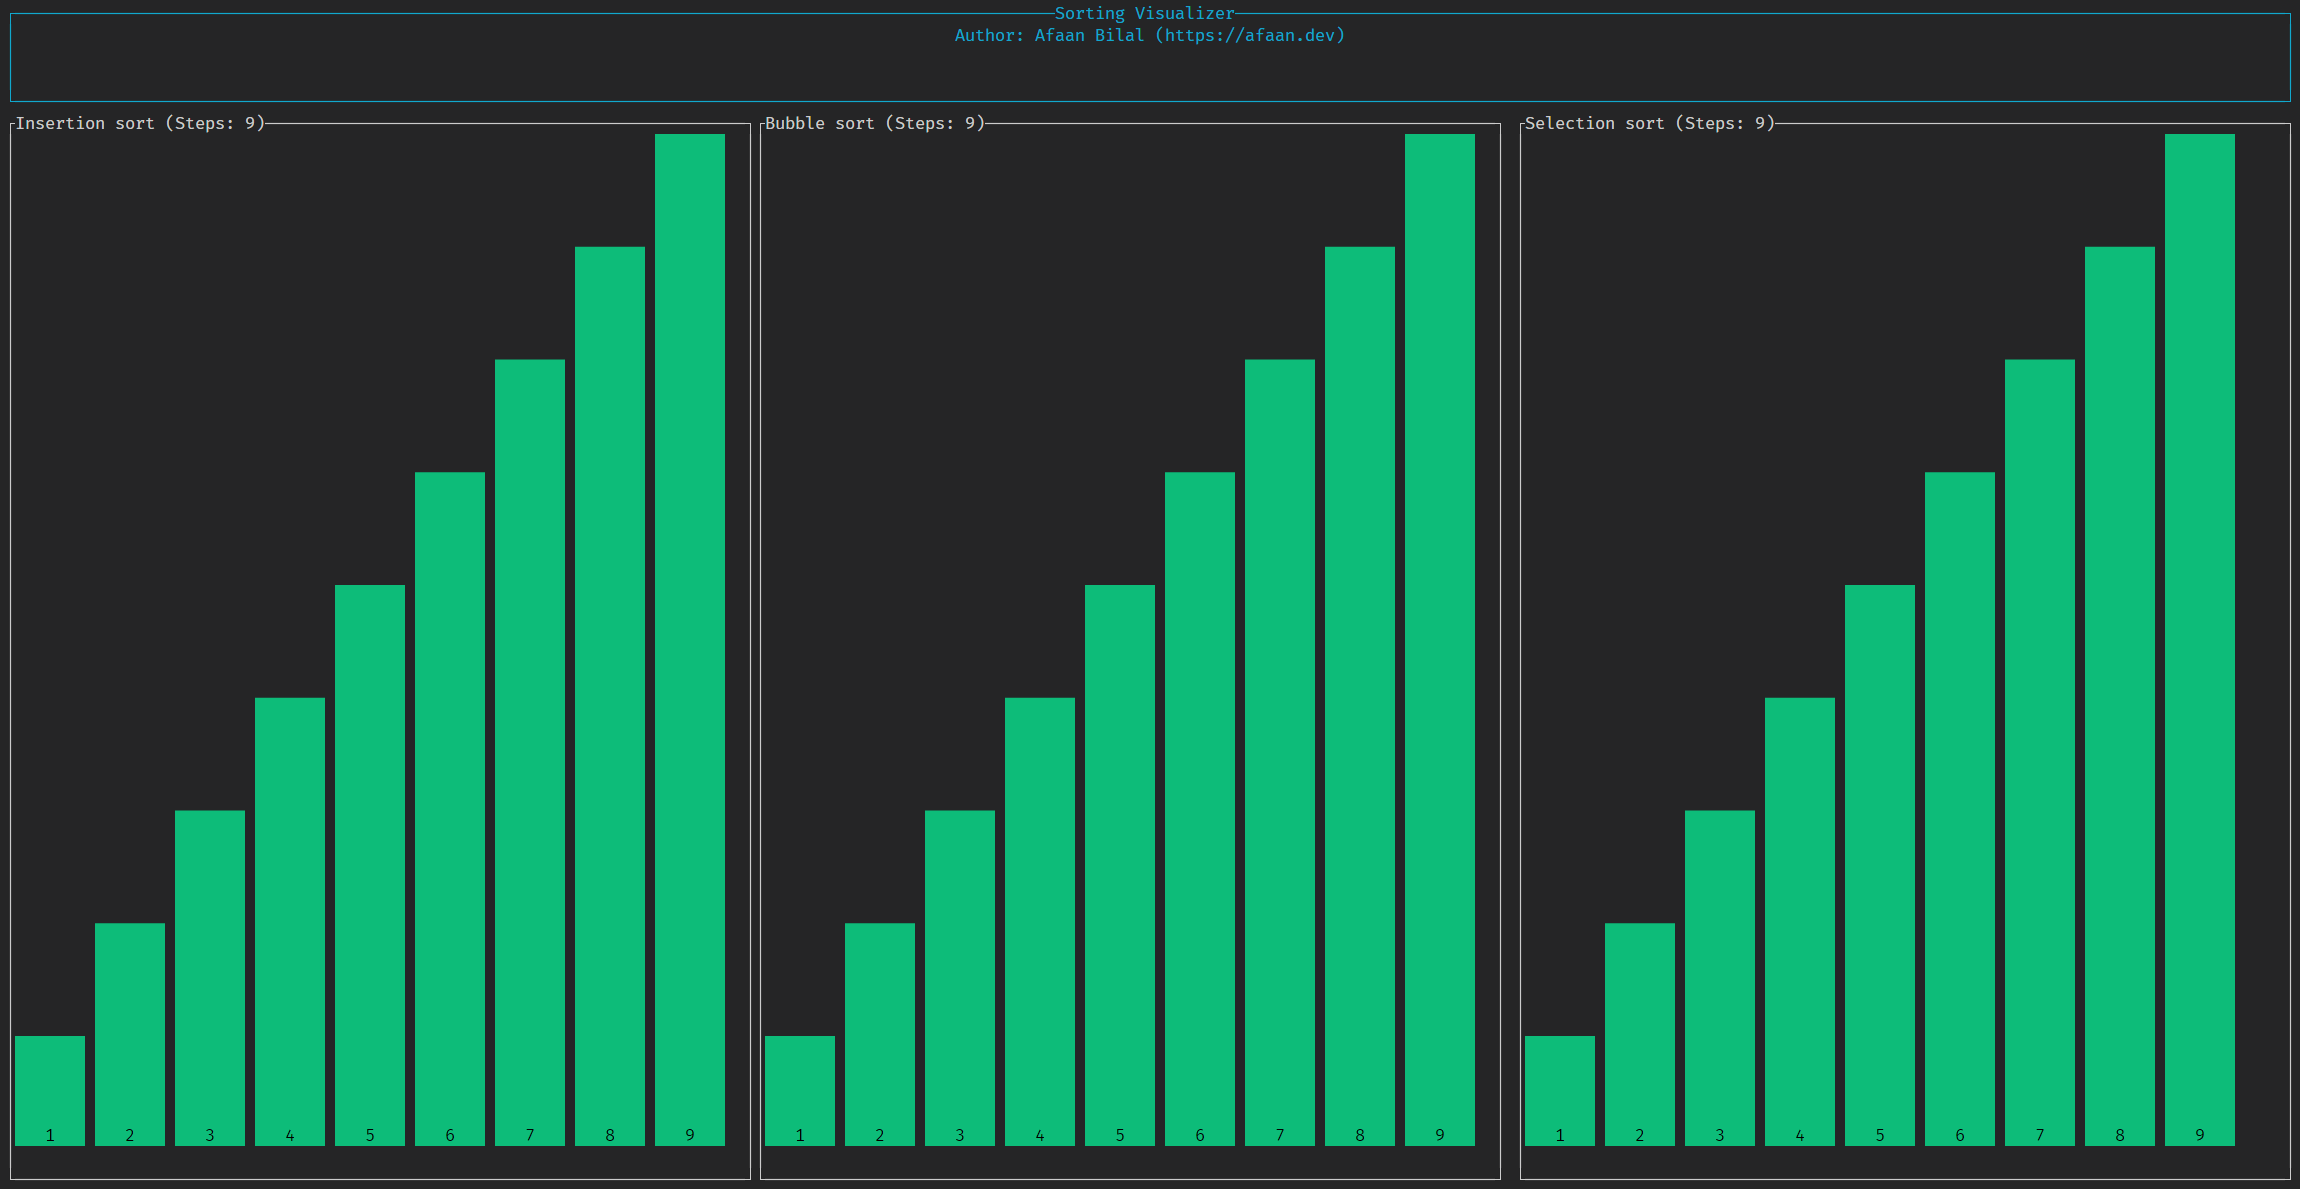 Sorting Visualizer
Author: Afaan Bilal (https://afaan.dev)
Insertion sort (Steps: 9)
1 2 3 4 5 6 7 8 9
Bubble sort (Steps: 9)
1 2 3 4 5 6 7 8 9
Selection sort (Steps: 9)
1 2 3 4 5 6 7 8 9